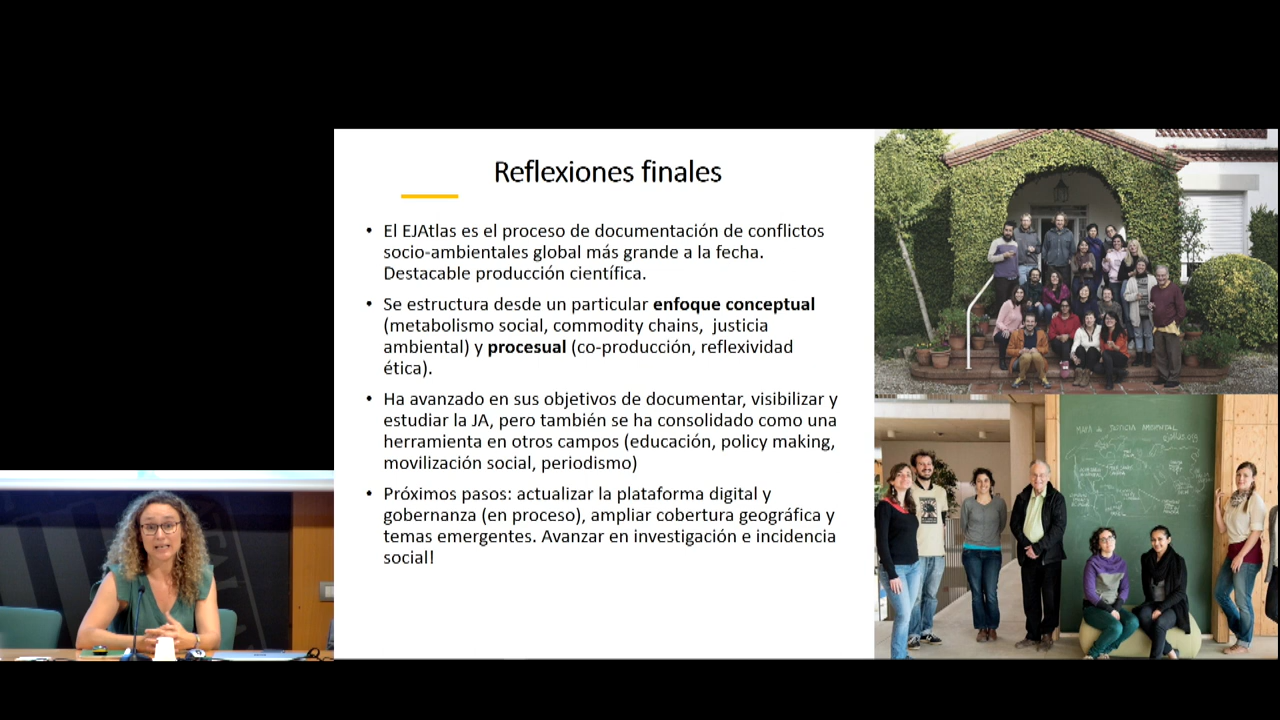 Reflexiones finales
• El EJAtlas es el proceso de documentación de conflictos
socio-ambientales global más grande a la fecha.
Destacable producción científica.
• Se estructura desde un particular enfoque conceptual
(metabolismo social, commodity chains, justicia
ambiental) y procesual (co-producción, reflexividad
ética).
• Ha avanzado en sus objetivos de documentar, visibilizar y
estudiar la JA, pero también se ha consolidado como una
herramienta en otros campos (educación, policy making,
movilización social, periodismo)
• Próximos pasos: actualizar la plataforma digital y
gobernanza (en proceso), ampliar cobertura geográfica y
temas emergentes. Avanzar en investigación e incidencia
social!
MAPA DE JUSTICIA AMBIENTAL